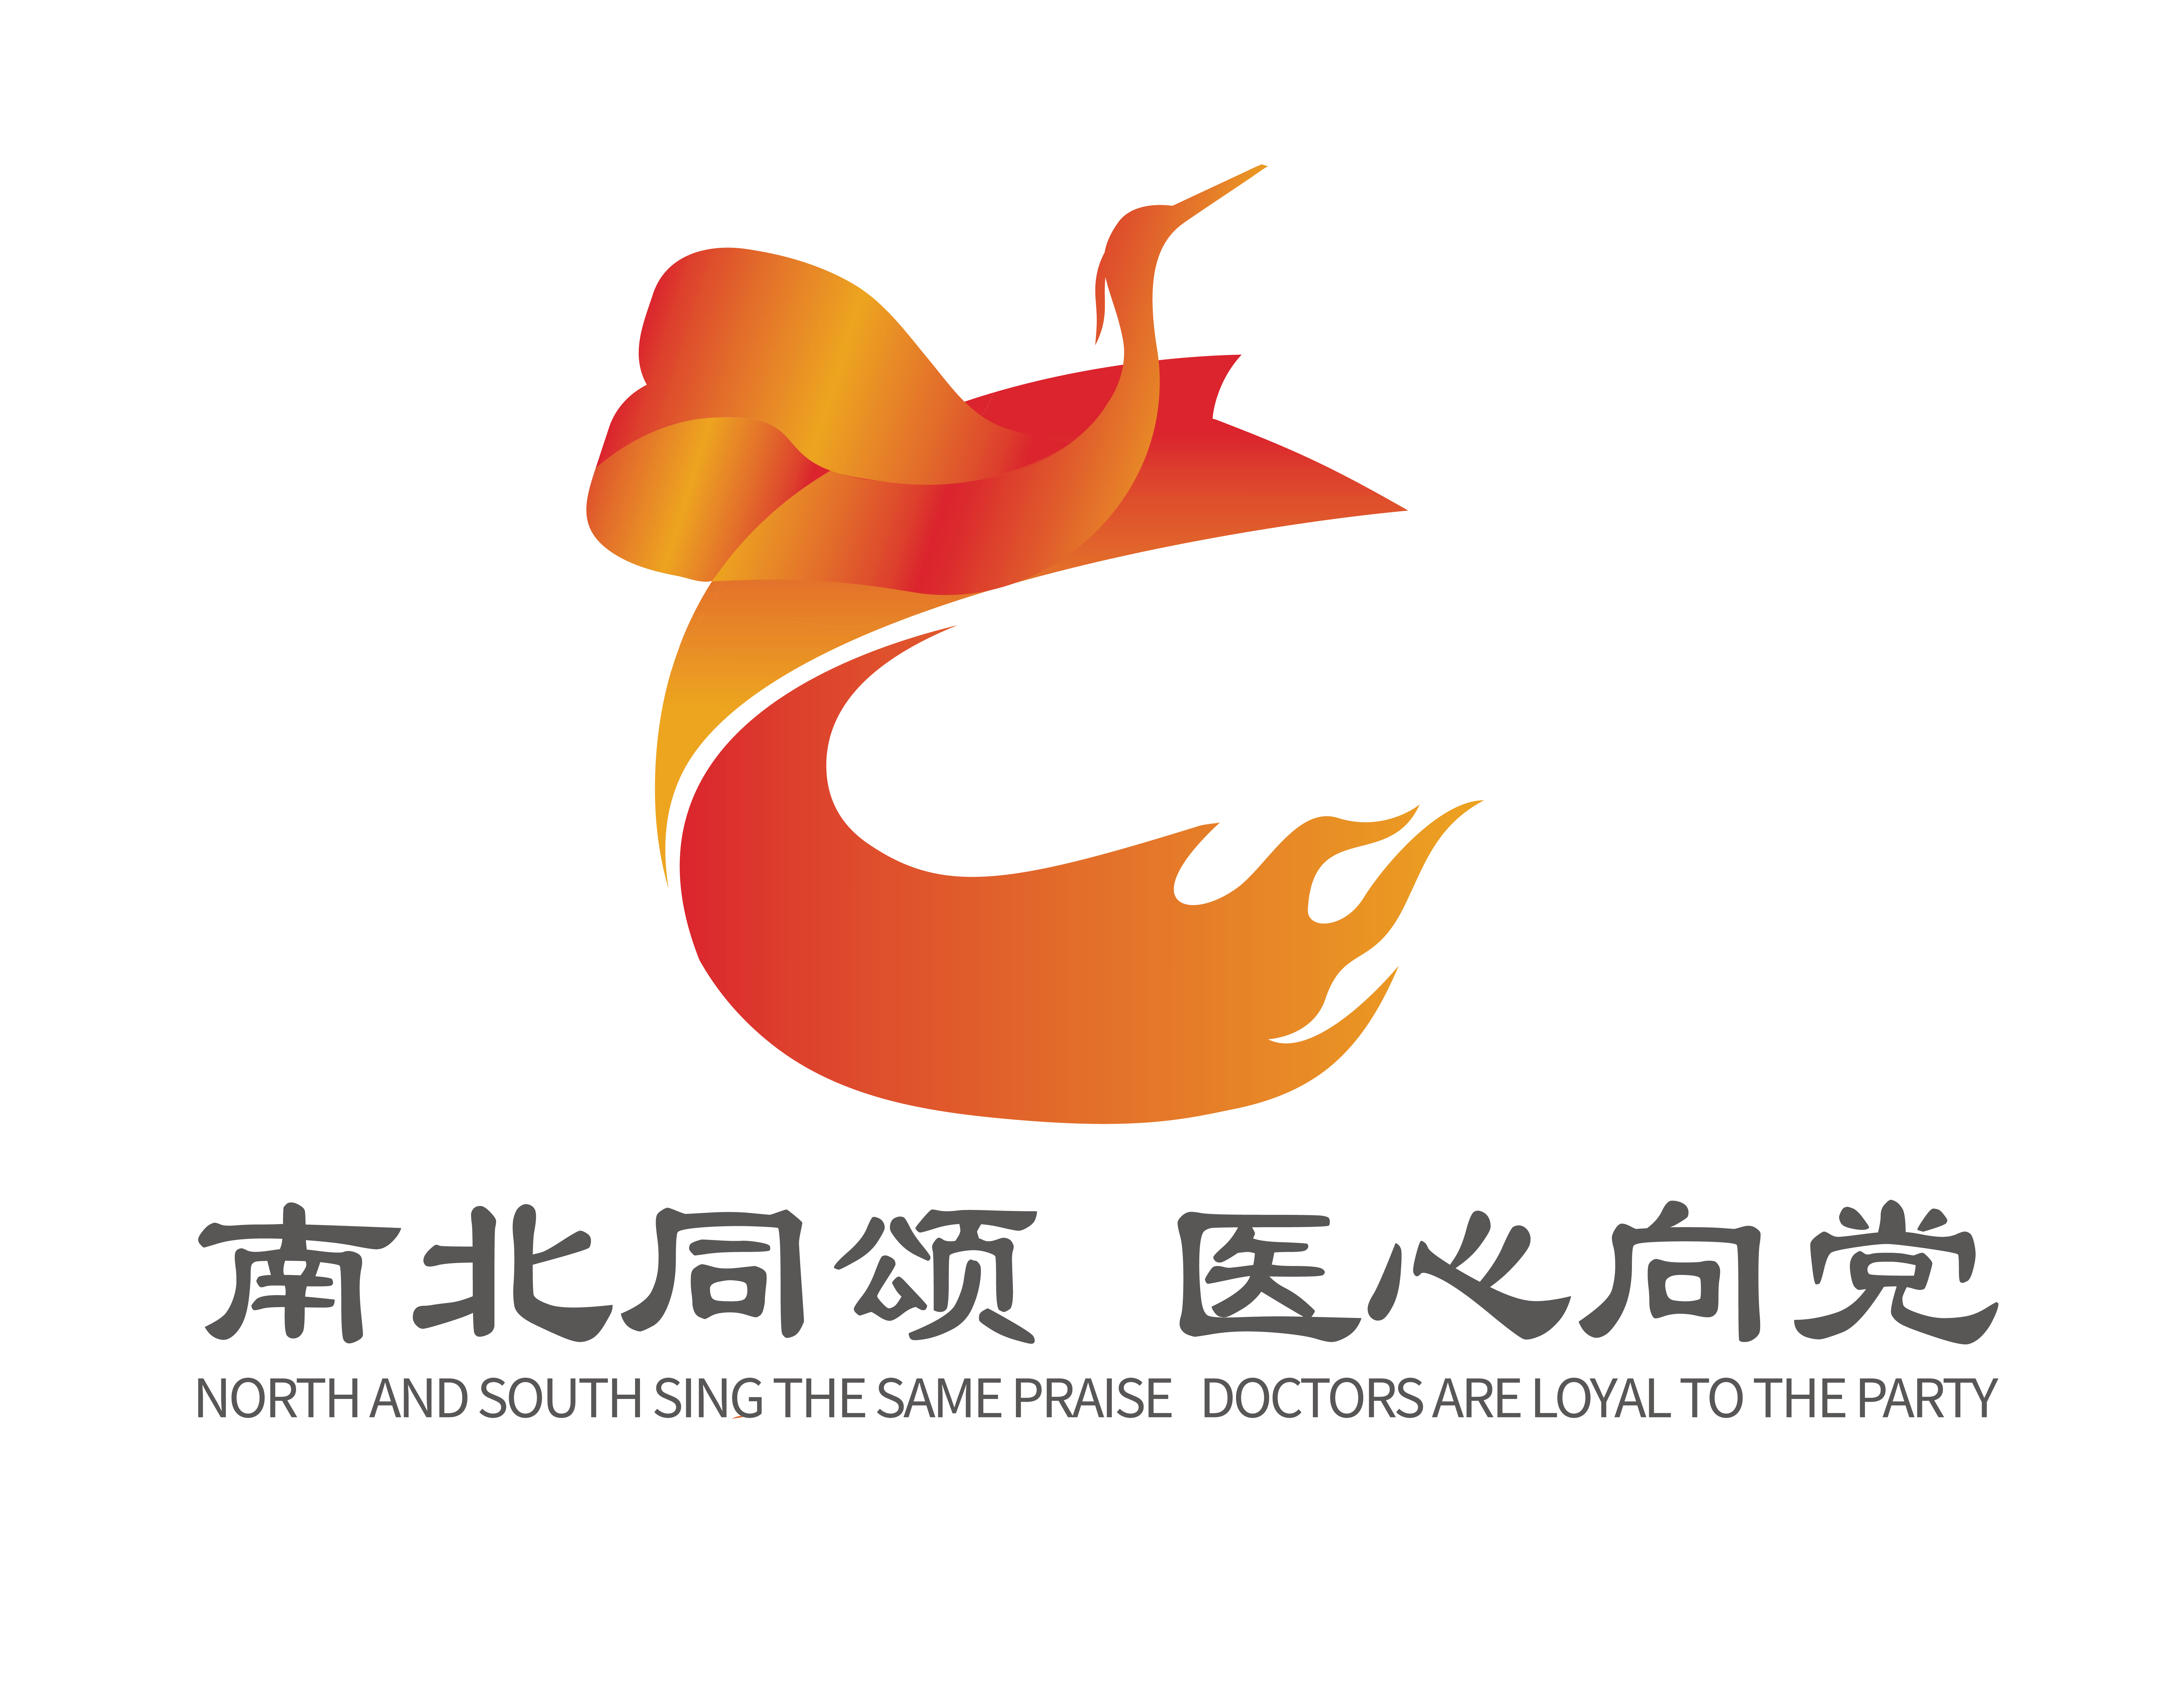 南北同颂 医心向党
NORTH AND SOUTH SING THE SAME PRAISE DOCTORS ARE LOYAL TO THE PARTY